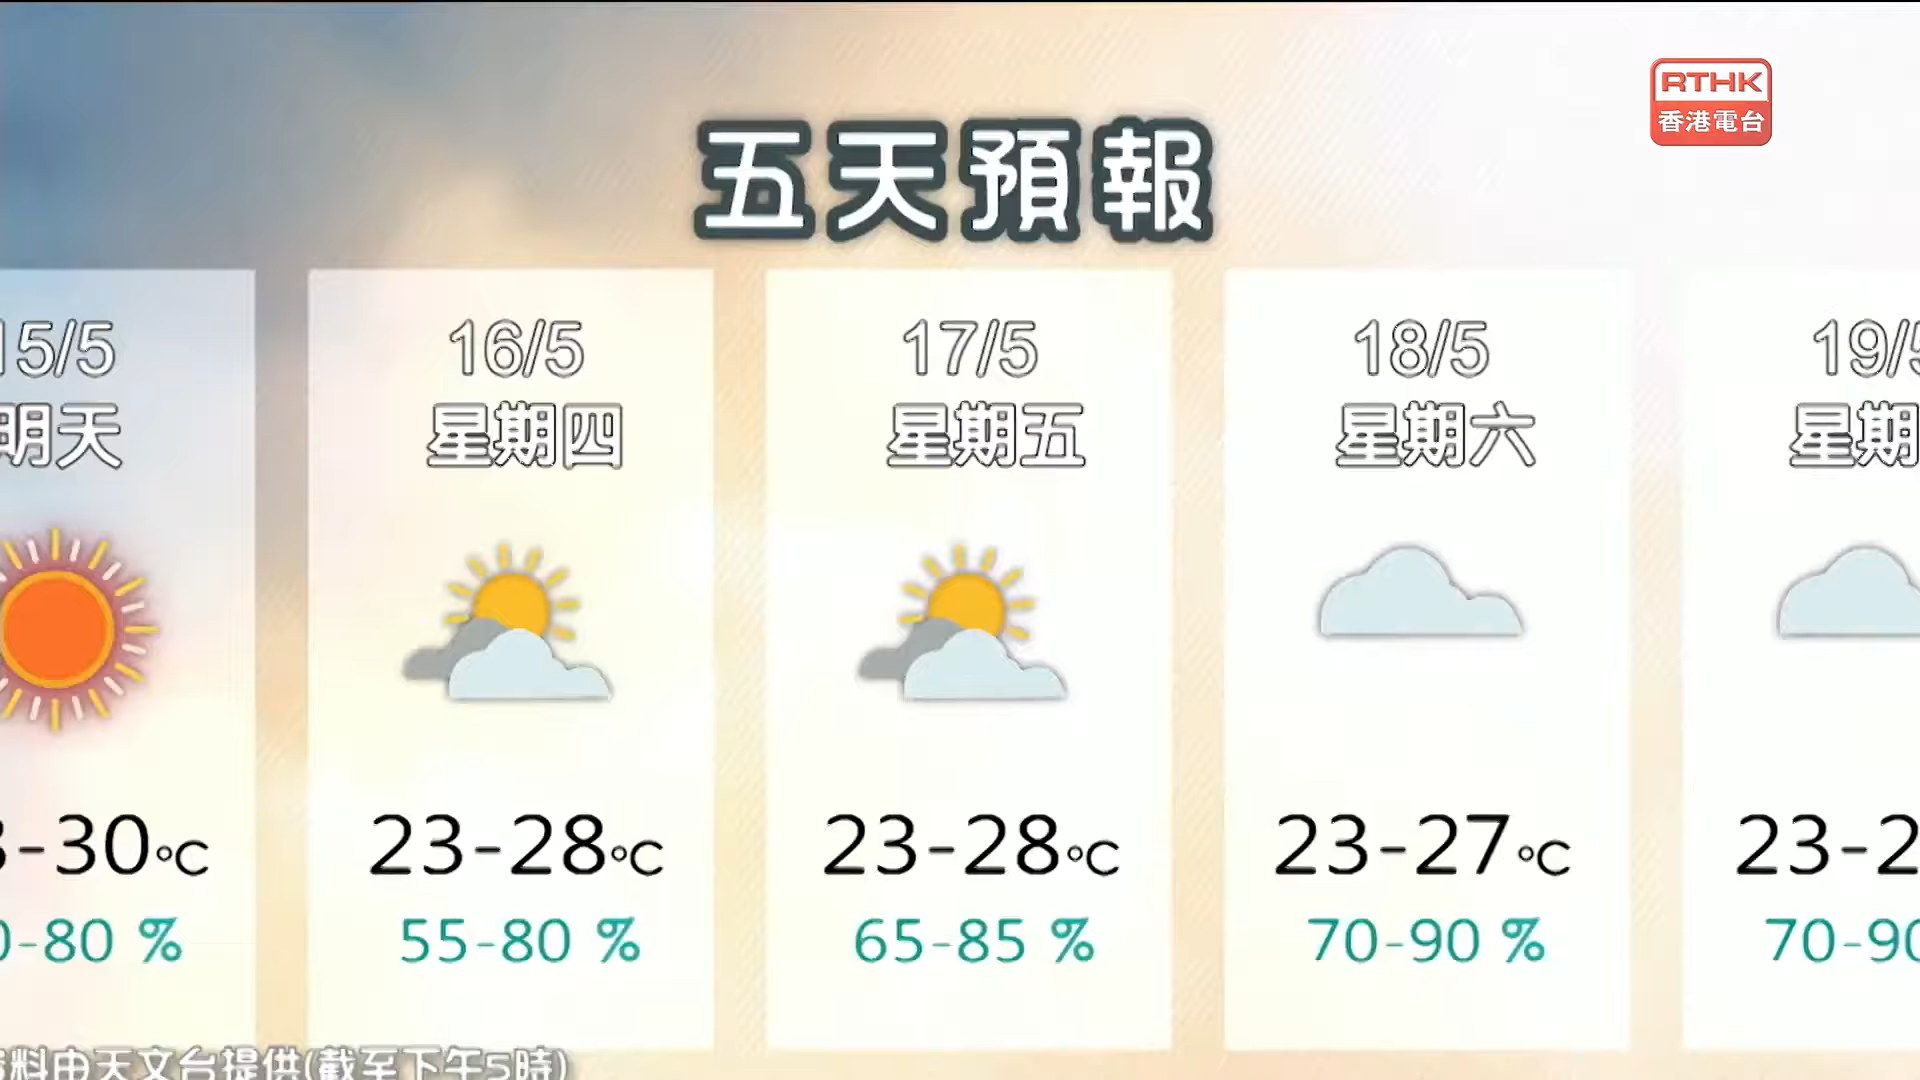 RTHK
香港電台
五天預報
15/5
明天
-30°C
-80 %
16/5
星期四
23-28°C
55-80 %
17/5
星期五
23-28°C
65-85 %
18/5
星期六
23-27°C
70-90 %
19/5
星期
23-2
70-90
料由天文台提供(截至下午5時)